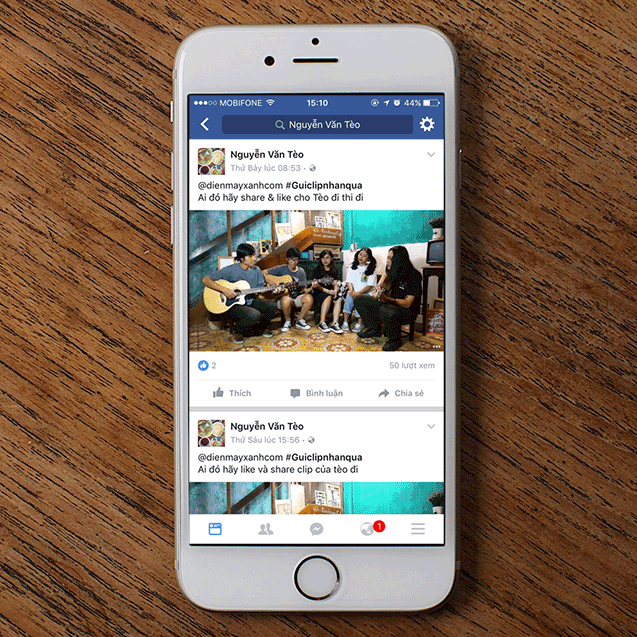 MOBIFONE 15:10 44%
Nguyễn Văn Tèo
Nguyễn Văn Tèo
Thứ Bảy lúc 08:53 ·
@dienmayxanhcom #Guiclipnhanqua
Ai đó hãy share & like cho Tèo đi thi đi
2 50 lượt xem
Thích Bình luận Chia sẻ
Nguyễn Văn Tèo
Thứ Sáu lúc 15:56 ·
@dienmayxanhcom #Guiclipnhanqua
Ai đó hãy like và share clip của tèo đi
1